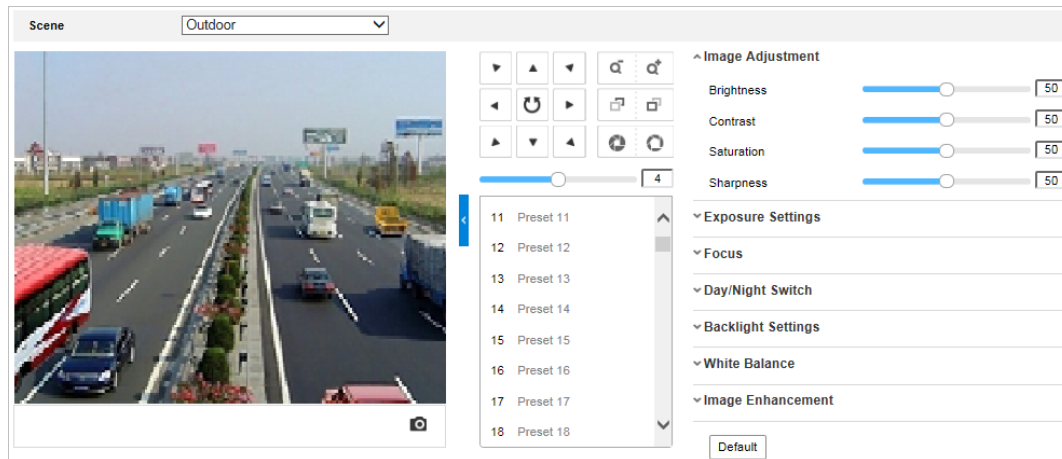 Scene Outdoor
4
11 Preset 11
12 Preset 12
13 Preset 13
14 Preset 14
15 Preset 15
16 Preset 16
17 Preset 17
18 Preset 18
Image Adjustment
Brightness 50
Contrast 50
Saturation 50
Sharpness 50
Exposure Settings
Focus
Day/Night Switch
Backlight Settings
White Balance
Image Enhancement
Default